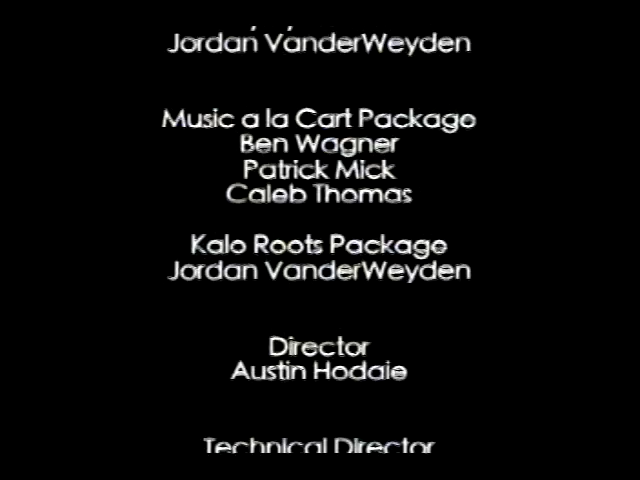 Jordan VanderWeyden
Music a la Cart Package
Ben Wagner
Patrick Mick
Caleb Thomas
Kalo Roots Package
Jordan VanderWeyden
Director
Austin Hodaie
Technical Director